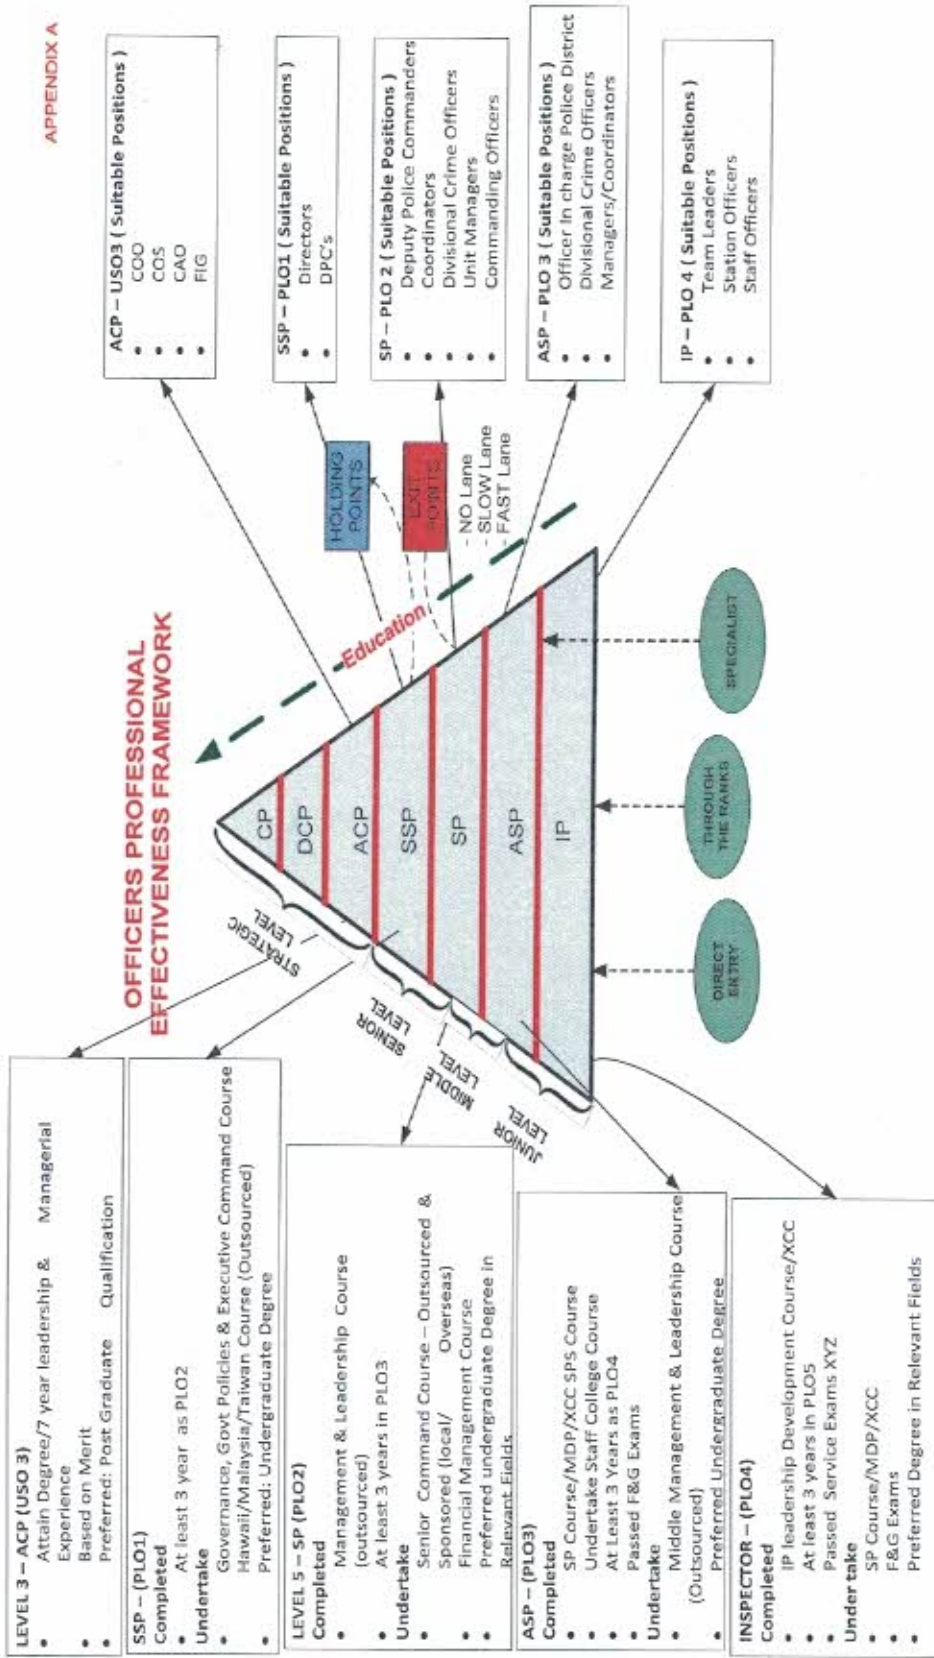 APPENDIX A
OFFICERS PROFESSIONAL
EFFECTIVENESS FRAMEWORK
LEVEL 3 – ACP (USO 3)
• Attain Degree/7 year leadership & Managerial
Experience
• Based on Merit
• Preferred: Post Graduate Qualification
SSP – (PLO1)
Completed
• At least 3 year as PLO2
Undertake
• Governance, Govt Policies & Executive Command Course
• Hawaii/Malaysia/Taiwan Course (Outsourced)
• Preferred: Undergraduate Degree
LEVEL 5 – SP (PLO2)
Completed
• Management & Leadership Course
(outsourced)
• At least 3 years in PLO3
Undertake
• Senior Command Course – Outsourced &
Sponsored (local/ Overseas)
• Financial Management Course
• Preferred undergraduate Degree in
Relevant Fields
ASP – (PLO3)
Completed
• SP Course/MDP/XCC SPS Course
• Undertake Staff College Course
• At Least 3 Years as PLO4
• Passed F&G Exams
Undertake
• Middle Management & Leadership Course
(Outsourced)
• Preferred Undergraduate Degree
INSPECTOR – (PLO4)
Completed
• IP leadership Development Course/XCC
• At least 3 years in PLO5
• Passed Service Exams XYZ
Under take
• SP Course/MDP/XCC
• F&G Exams
• Preferred Degree in Relevant Fields
STRATEGIC
LEVEL
SENIOR
LEVEL
MIDDLE
LEVEL
JUNIOR
LEVEL
CP
DCP
ACP
SSP
SP
ASP
IP
Education
HOLDING
POINTS
EXIT
POINTS
- NO Lane
- SLOW Lane
- FAST Lane
DIRECT
ENTRY
THROUGH
THE RANKS
SPECIALIST
ACP – USO3 ( Suitable Positions )
• COO
• COS
• CAO
• FIG
SSP – PLO1 ( Suitable Positions )
• Directors
• DPC's
SP – PLO 2 ( Suitable Positions )
• Deputy Police Commanders
• Coordinators
• Divisional Crime Officers
• Unit Managers
• Commanding Officers
ASP – PLO 3 ( Suitable Positions )
• Officer In charge Police District
• Divisional Crime Officers
• Managers/Coordinators
IP – PLO 4 ( Suitable Positions )
• Team Leaders
• Station Officers
• Staff Officers